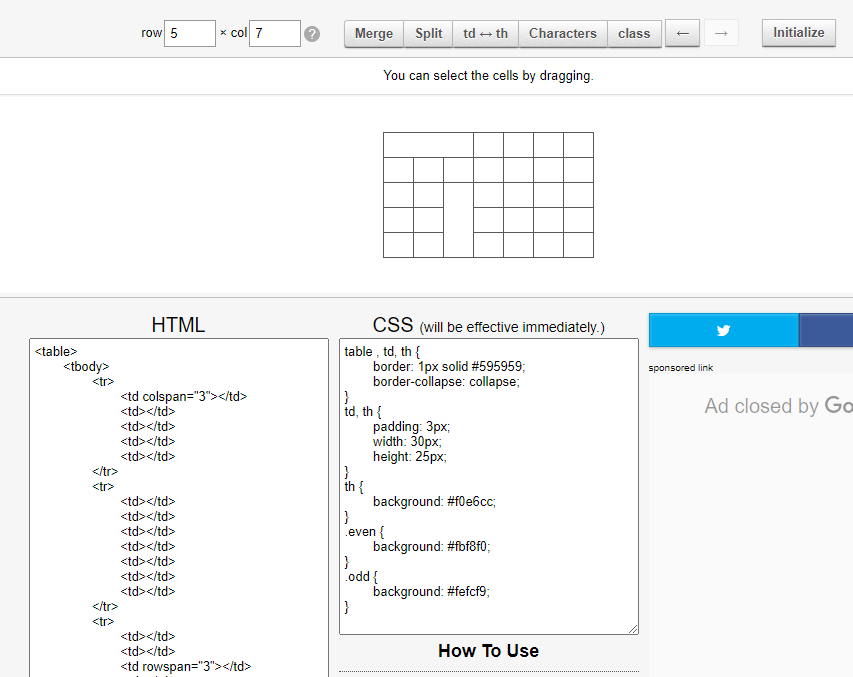 row 5 × col 7 ? Merge Split td ↔ th Characters class ← → Initialize
You can select the cells by dragging.
HTML
<table>
<tbody>
<tr>
<td colspan="3"></td>
<td></td>
<td></td>
<td></td>
<td></td>
</tr>
<tr>
<td></td>
<td></td>
<td></td>
<td></td>
<td></td>
<td></td>
<td></td>
</tr>
<tr>
<td></td>
<td></td>
<td rowspan="3"></td>
CSS (will be effective immediately.)
table , td, th {
border: 1px solid #595959;
border-collapse: collapse;
}
td, th {
padding: 3px;
width: 30px;
height: 25px;
}
th {
background: #f0e6cc;
}
.even {
background: #fbf8f0;
}
.odd {
background: #fefcf9;
}
How To Use
sponsored link
Ad closed by Go